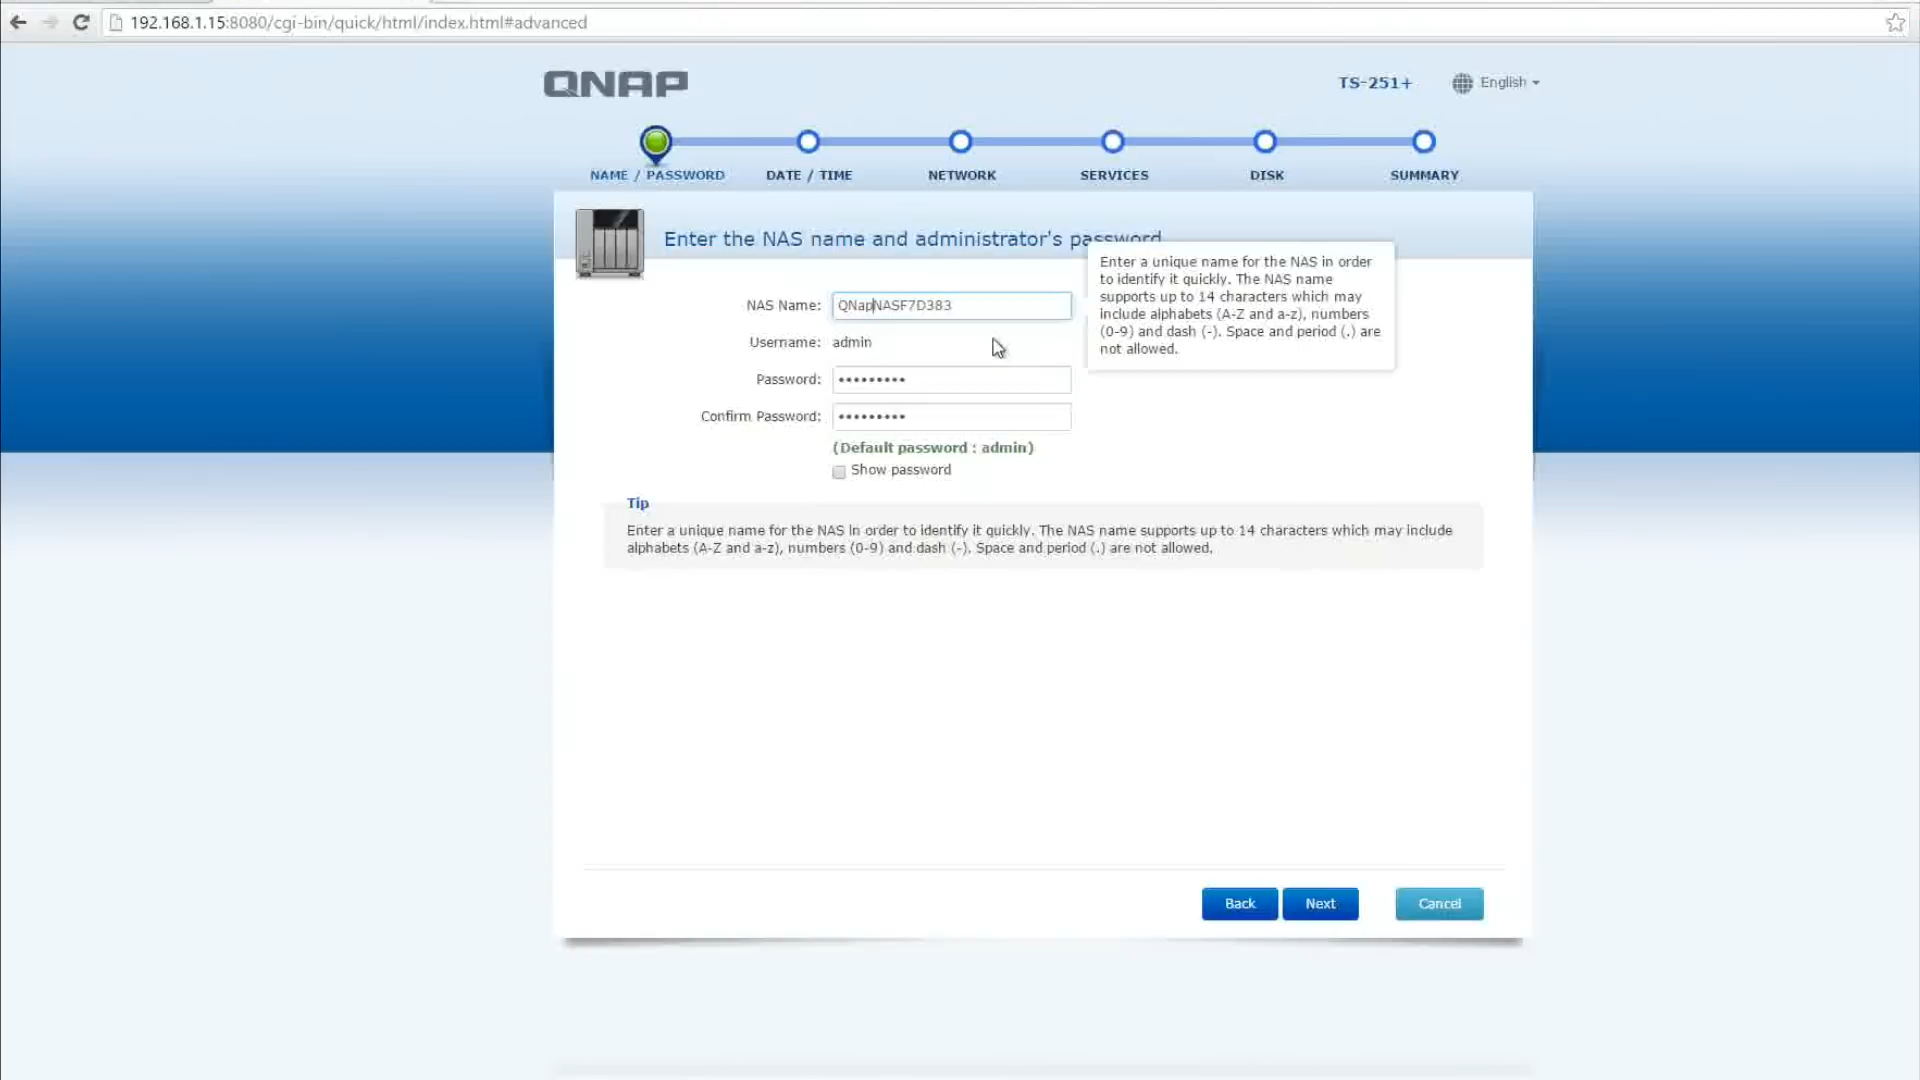 192.168.1.15:8080/cgi-bin/quick/html/index.html#advanced
QNAP
TS-251+
English
NAME / PASSWORD
DATE / TIME
NETWORK
SERVICES
DISK
SUMMARY
Enter the NAS name and administrator's password
Enter a unique name for the NAS in order
to identify it quickly. The NAS name
supports up to 14 characters which may
include alphabets (A-Z and a-z), numbers
(0-9) and dash (-). Space and period (.) are
not allowed.
NAS Name: QNapNASF7D383
Username: admin
Password: •••••••••
Confirm Password: •••••••••
(Default password : admin)
Show password
Tip
Enter a unique name for the NAS in order to identify it quickly. The NAS name supports up to 14 characters which may include
alphabets (A-Z and a-z), numbers (0-9) and dash (-). Space and period (.) are not allowed.
Back
Next
Cancel